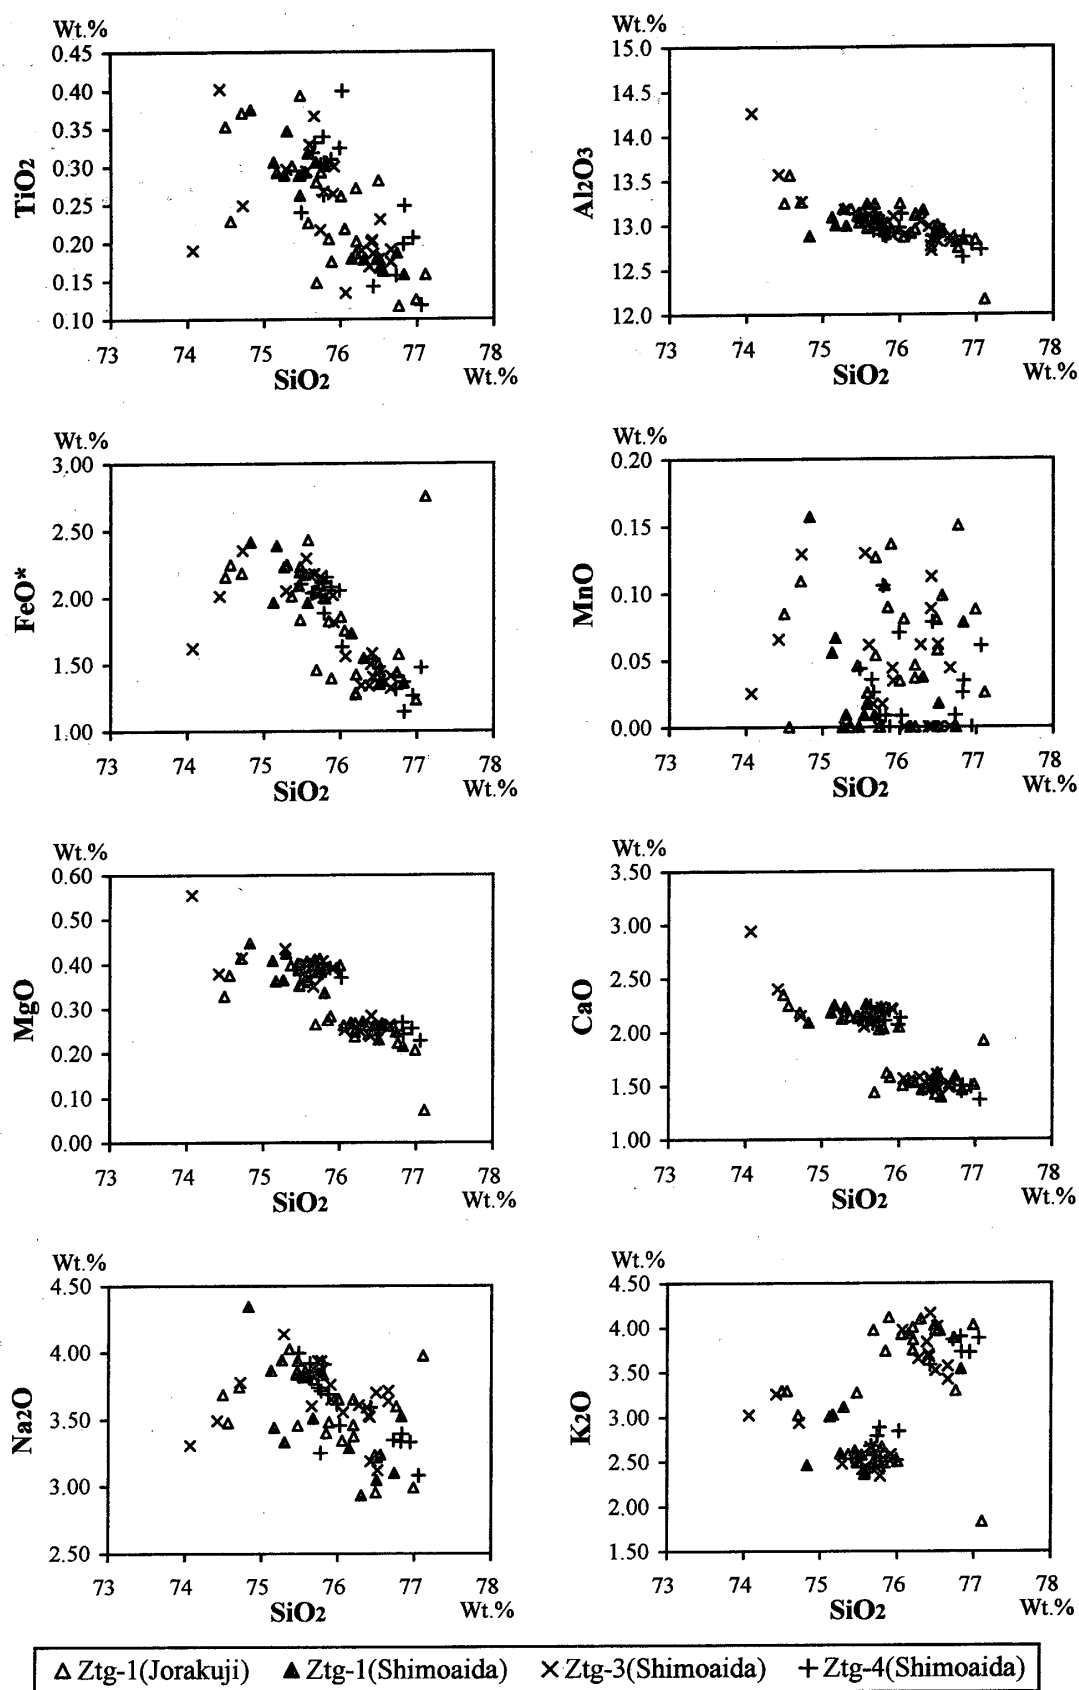 Wt.%
0.45
0.40
0.35
0.30
0.25
0.20
0.15
0.10
TiO2
73 74 75 76 77 78
SiO2 Wt.%
Wt.%
15.0
14.5
14.0
13.5
13.0
12.5
12.0
Al2O3
73 74 75 76 77 78
SiO2 Wt.%
Wt.%
3.00
2.50
2.00
1.50
1.00
FeO*
73 74 75 76 77 78
SiO2 Wt.%
0.20
0.15
0.10
0.05
0.00
MnO
73 74 75 76 77 78
SiO2 Wt.%
Wt.%
0.60
0.50
0.40
0.30
0.20
0.10
0.00
MgO
73 74 75 76 77 78
SiO2 Wt.%
Wt.%
3.50
3.00
2.50
2.00
1.50
1.00
CaO
73 74 75 76 77 78
SiO2 Wt.%
Wt.%
4.50
4.00
3.50
3.00
2.50
Na2O
73 74 75 76 77 78
SiO2 Wt.%
Wt.%
4.50
4.00
3.50
3.00
2.50
2.00
1.50
K2O
73 74 75 76 77 78
SiO2 Wt.%
Ztg-1(Jorakuji) Ztg-1(Shimoaida) Ztg-3(Shimoaida) Ztg-4(Shimoaida)